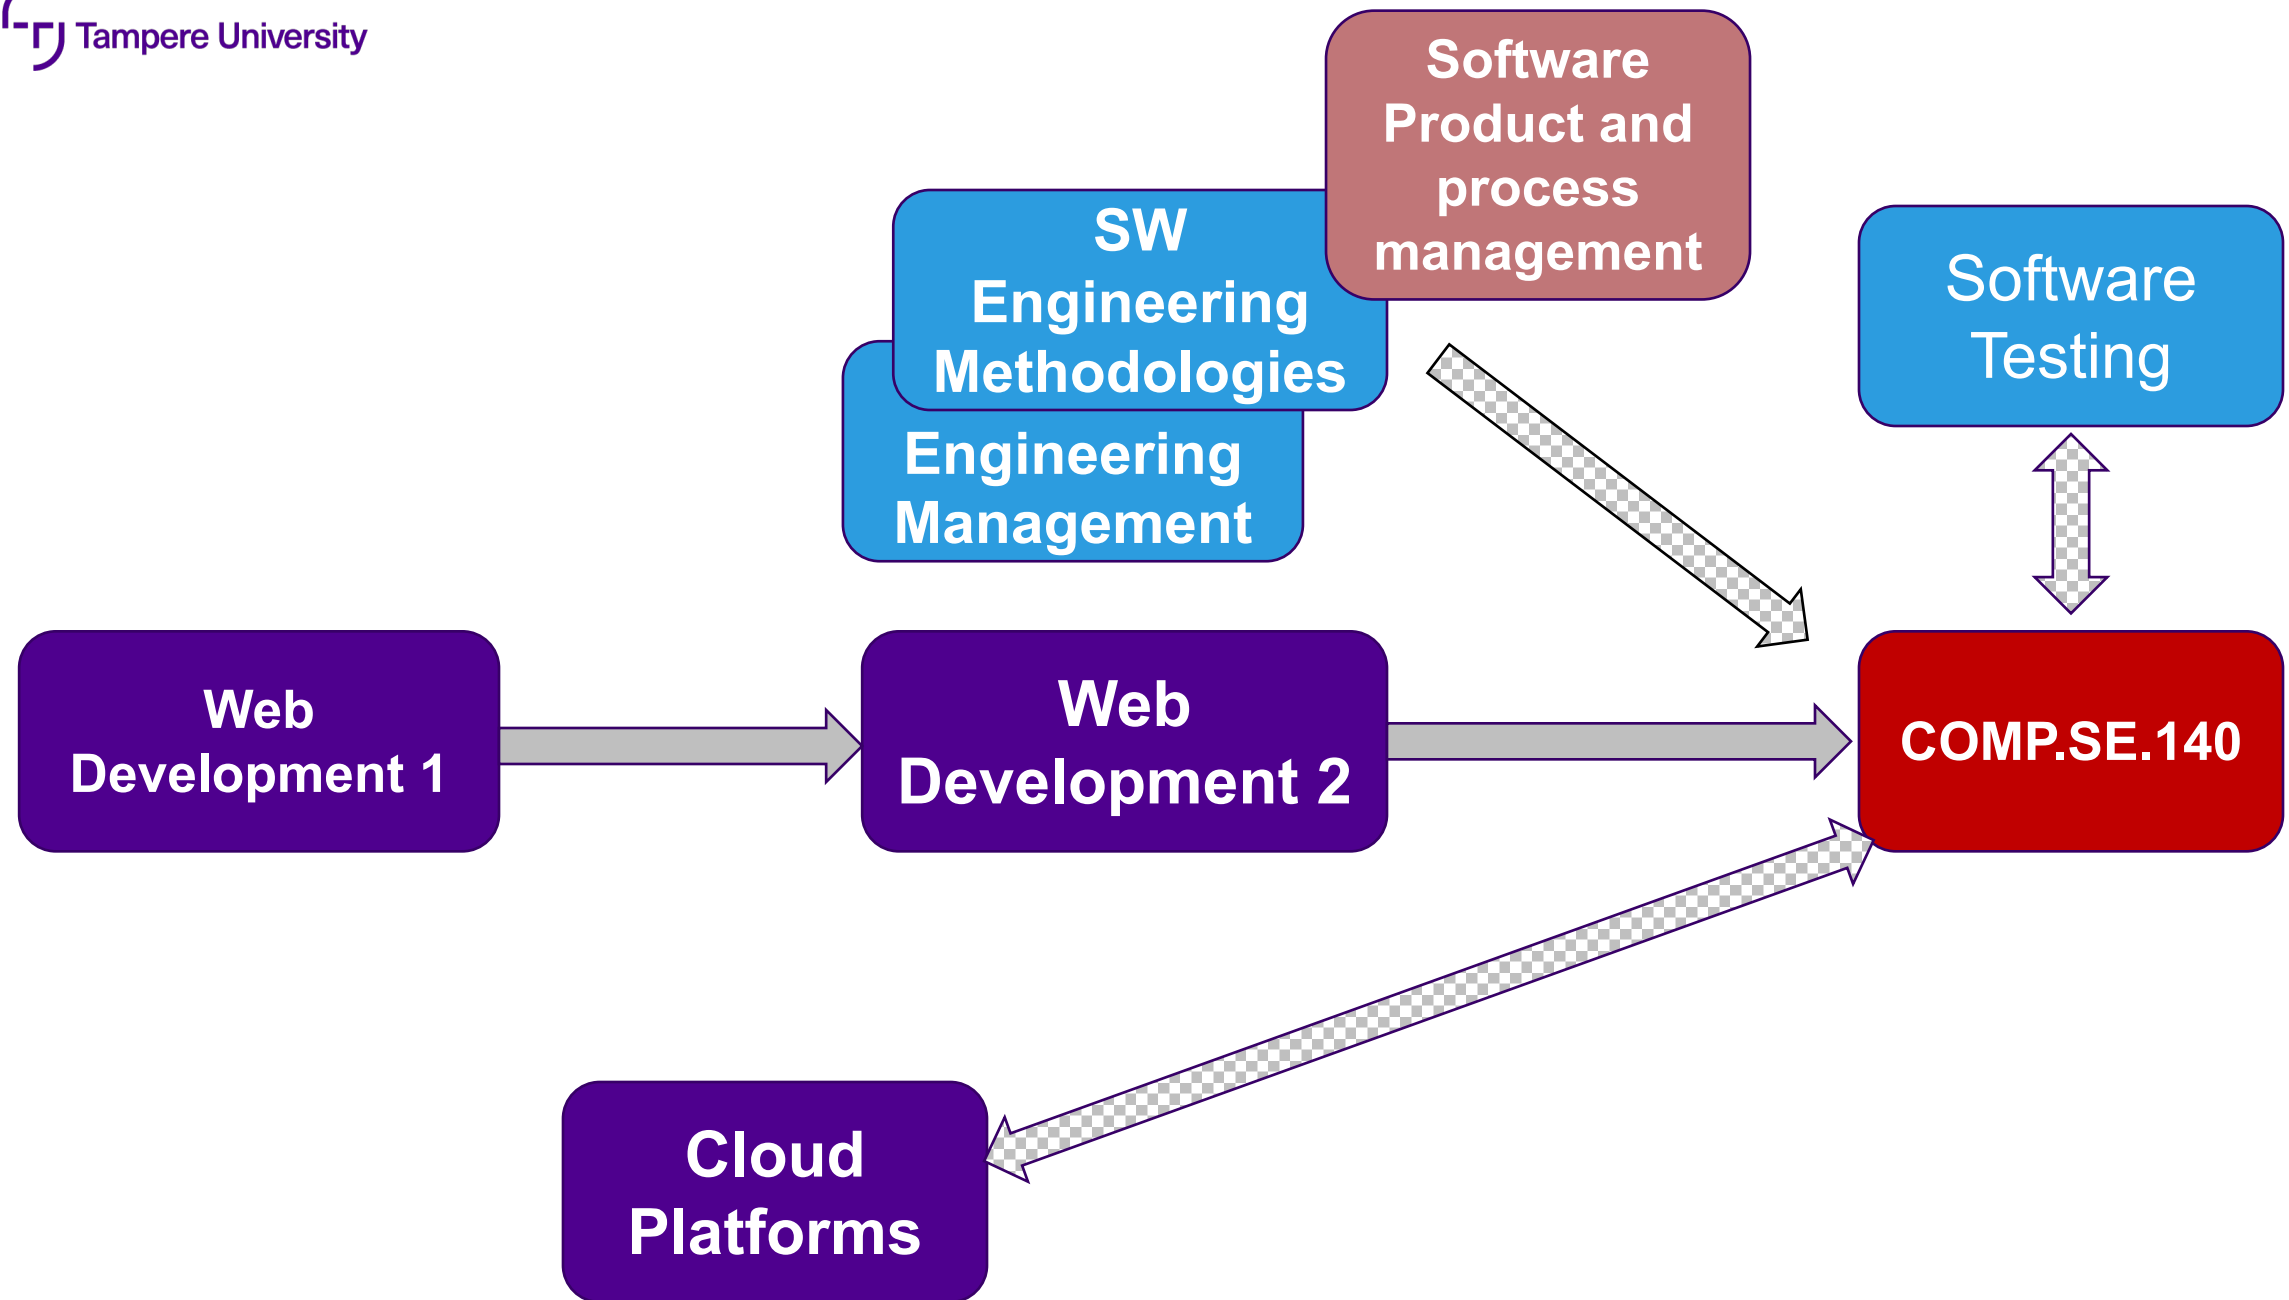 Tampere University
Software
Product and
process
management
SW
Engineering
Methodologies
Engineering
Management
Software
Testing
Web
Development 1
Web
Development 2
COMP.SE.140
Cloud
Platforms